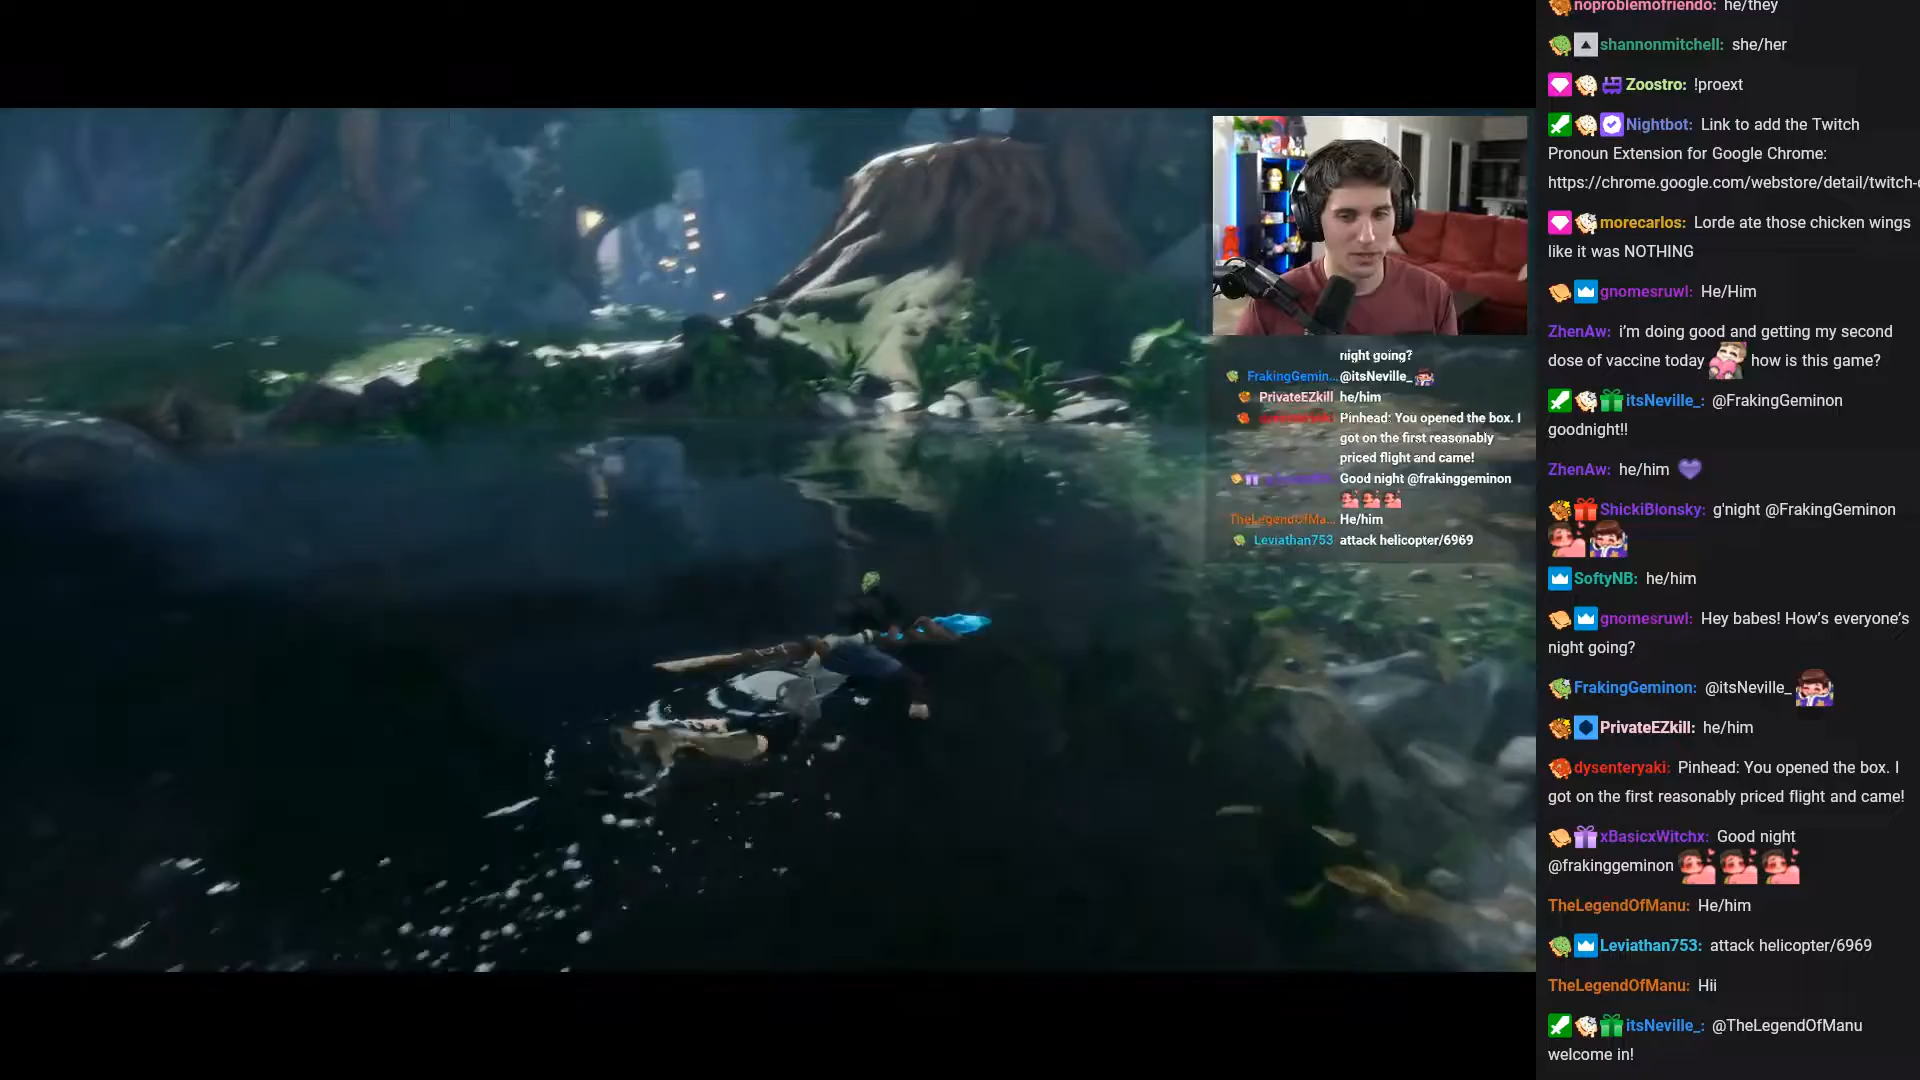 night going?
FrakingGemin... @itsNeville_
PrivateEZkill he/him
dysenteryaki Pinhead: You opened the box. I
got on the first reasonably
priced flight and came!
Good night @frakinggeminon
TheLegendOfMa... He/him
Leviathan753 attack helicopter/6969
noproblemofriendo: he/they
shannonmitchell: she/her
Zoostro: !proext
Nightbot: Link to add the Twitch
Pronoun Extension for Google Chrome:
https://chrome.google.com/webstore/detail/twitch-
morecarlos: Lorde ate those chicken wings
like it was NOTHING
gnomesruwl: He/Him
ZhenAw: i'm doing good and getting my second
dose of vaccine today how is this game?
itsNeville_: @FrakingGeminon
goodnight!!
ZhenAw: he/him
ShickiBlonsky: g'night @FrakingGeminon
SoftyNB: he/him
gnomesruwl: Hey babes! How's everyone's
night going?
FrakingGeminon: @itsNeville_
PrivateEZkill: he/him
dysenteryaki: Pinhead: You opened the box. I
got on the first reasonably priced flight and came!
xBasicxWitchx: Good night
@frakinggeminon
TheLegendOfManu: He/him
Leviathan753: attack helicopter/6969
TheLegendOfManu: Hii
itsNeville_: @TheLegendOfManu
welcome in!